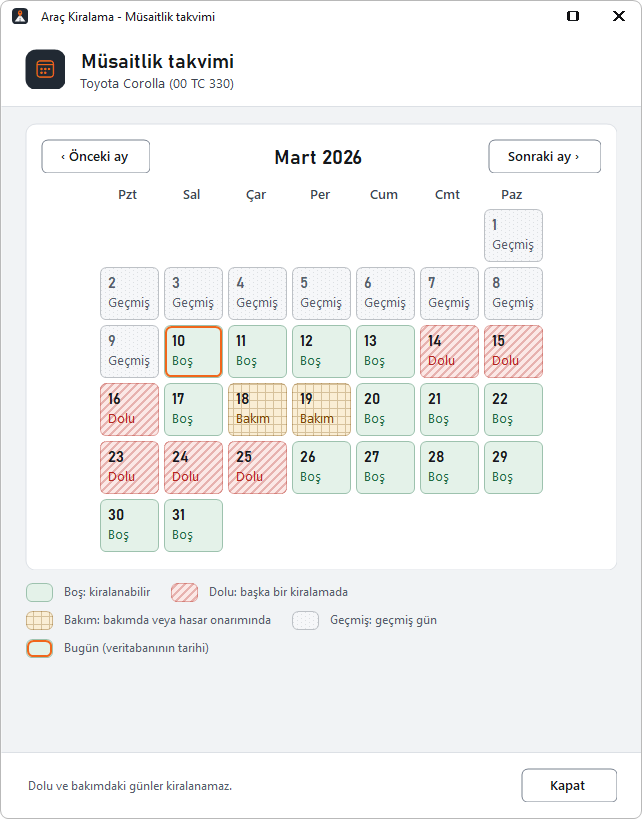 Araç Kiralama - Müsaitlik takvimi
Müsaitlik takvimi
Toyota Corolla (00 TC 330)
‹ Önceki ay Mart 2026 Sonraki ay ›
Pzt Sal Çar Per Cum Cmt Paz
1
Geçmiş
2 3 4 5 6 7 8
Geçmiş Geçmiş Geçmiş Geçmiş Geçmiş Geçmiş Geçmiş
9 10 11 12 13 14 15
Geçmiş Boş Boş Boş Boş Dolu Dolu
16 17 18 19 20 21 22
Dolu Boş Bakım Bakım Boş Boş Boş
23 24 25 26 27 28 29
Dolu Dolu Dolu Boş Boş Boş Boş
30 31
Boş Boş
Boş: kiralanabilir Dolu: başka bir kiralamada
Bakım: bakımda veya hasar onarımında Geçmiş: geçmiş gün
Bugün (veritabanının tarihi)
Dolu ve bakımdaki günler kiralanamaz. Kapat